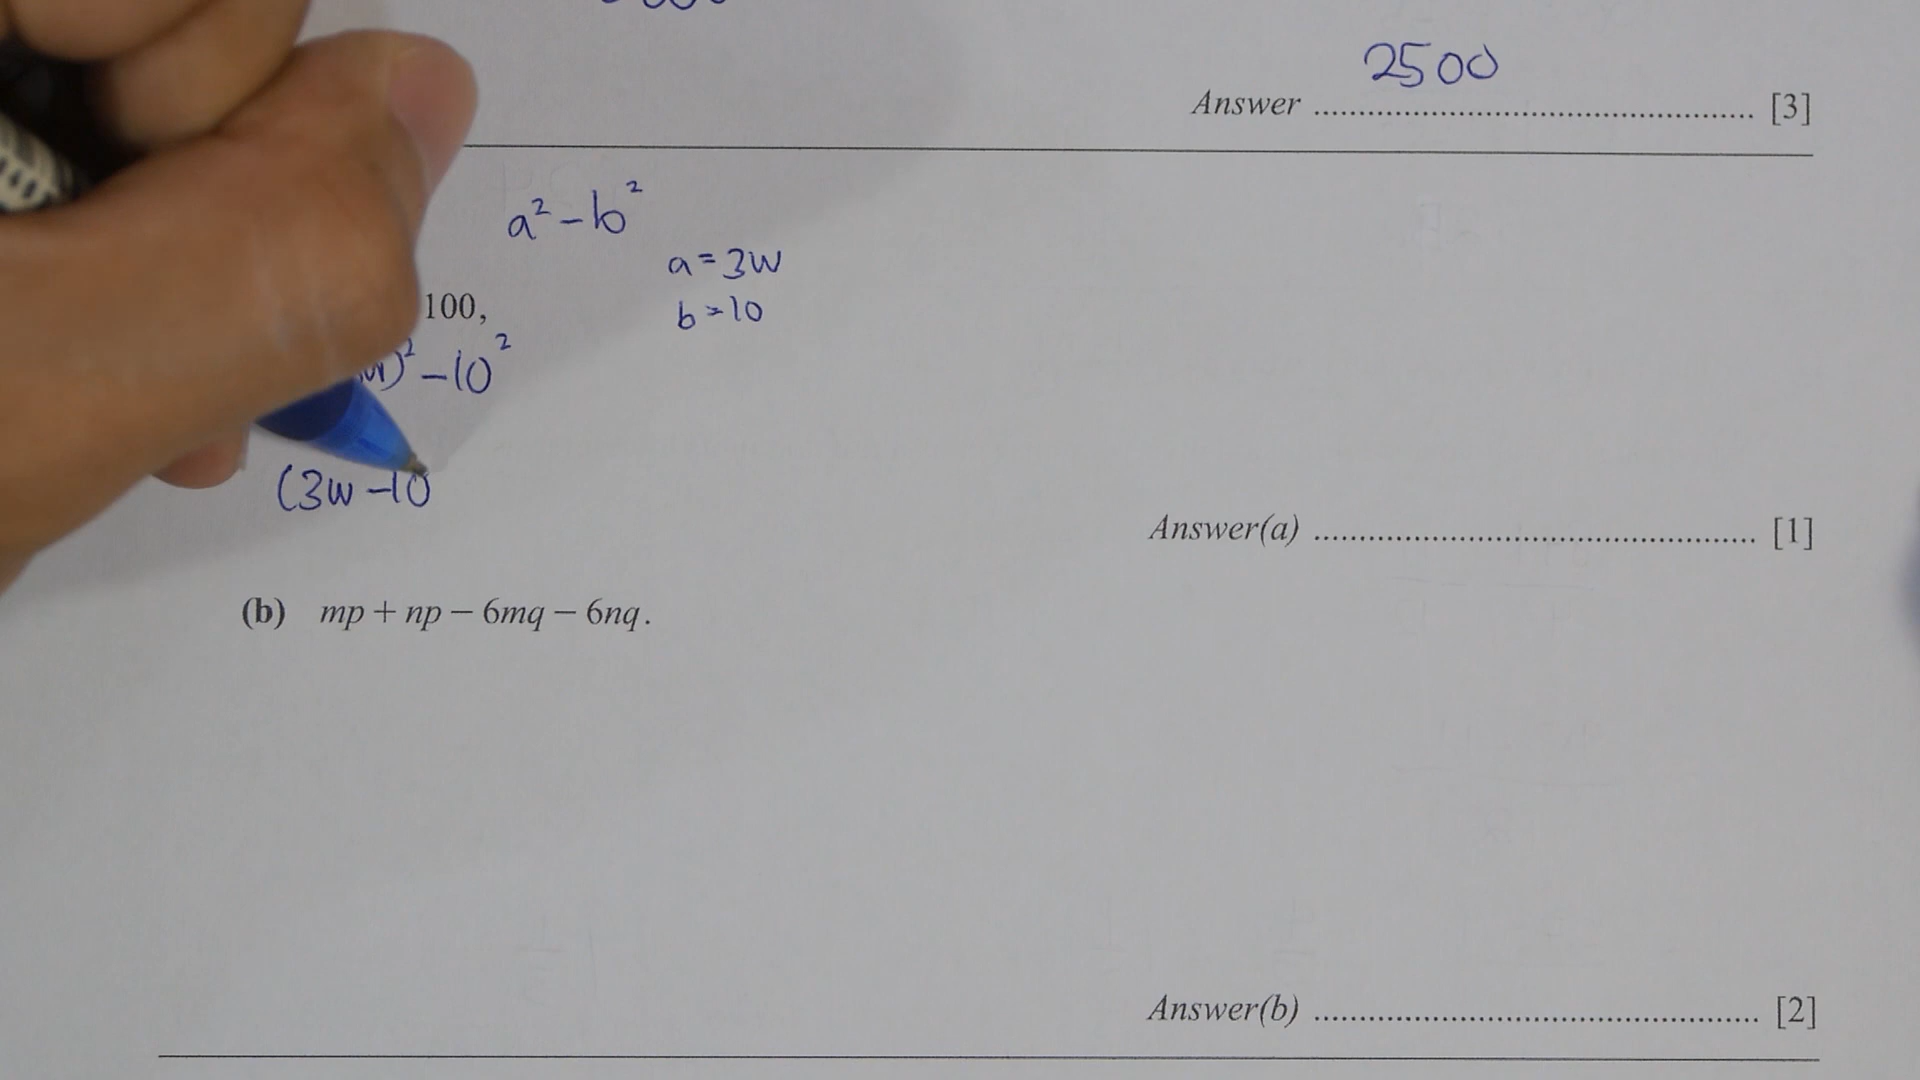 2500
Answer ................................................ [3]
a² – b²
a = 3w
b = 10
100,
)² – 10²
(3w – 10
Answer(a) ................................................ [1]
(b) mp + np – 6mq – 6nq.
Answer(b) ................................................ [2]